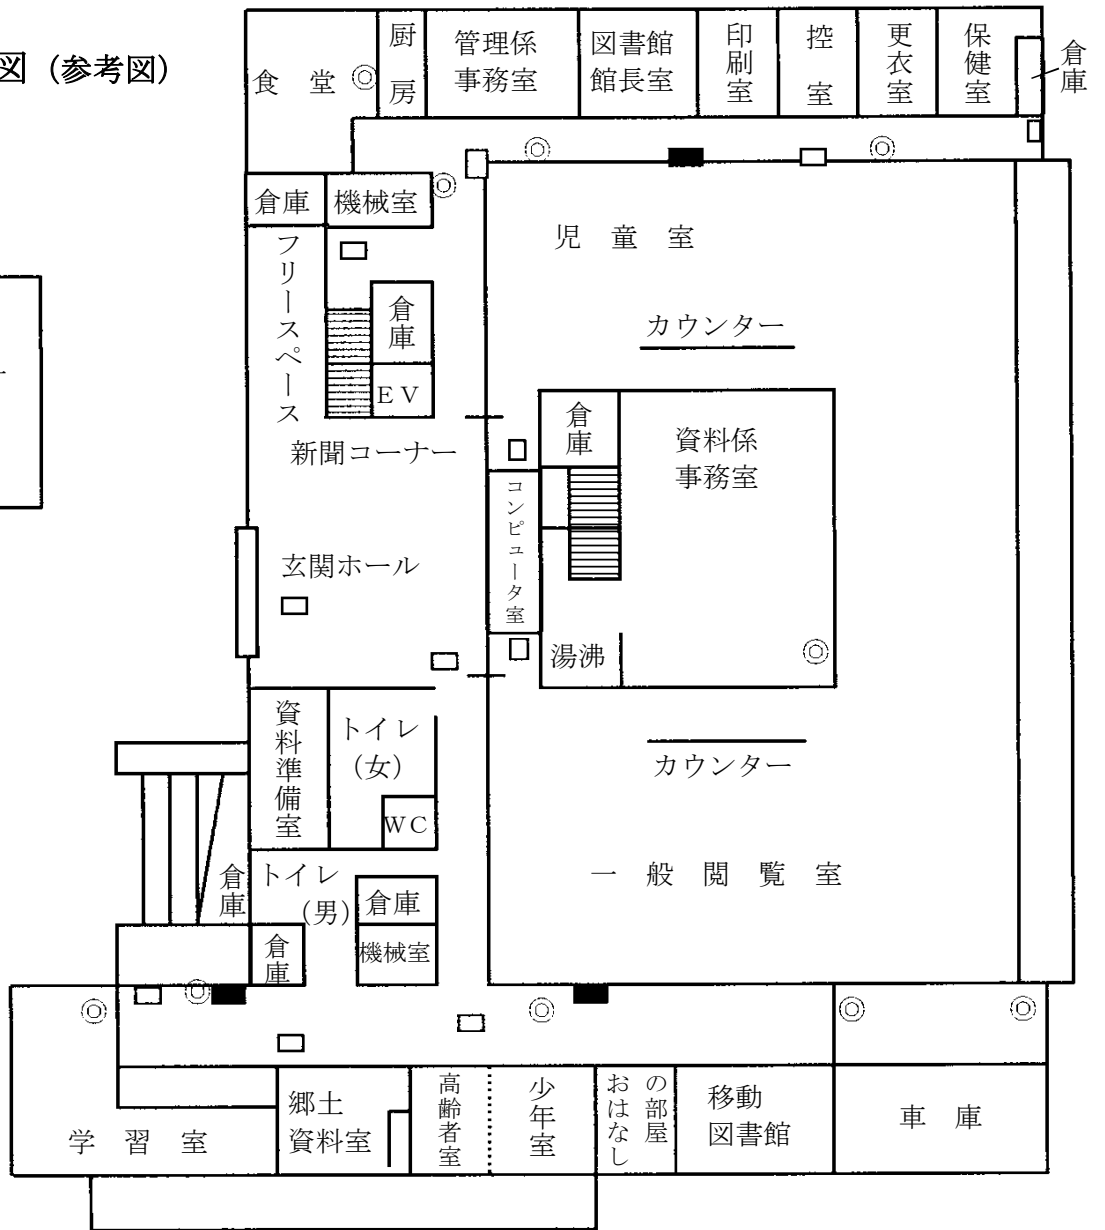 図（参考図）
食堂
厨房
管理係
事務室
図書館
館長室
印刷室
控室
更衣室
保健室
倉庫
倉庫
機械室
児童室
フリースペース
倉庫
EV
カウンター
新聞コーナー
倉庫
資料係
事務室
コンピュータ室
玄関ホール
湯沸
資料準備室
トイレ
（女）
WC
カウンター
一般閲覧室
倉庫
トイレ
（男）
倉庫
倉庫
機械室
学習室
郷土
資料室
高齢者室
少年室
おはなし
の部屋
移動
図書館
車庫